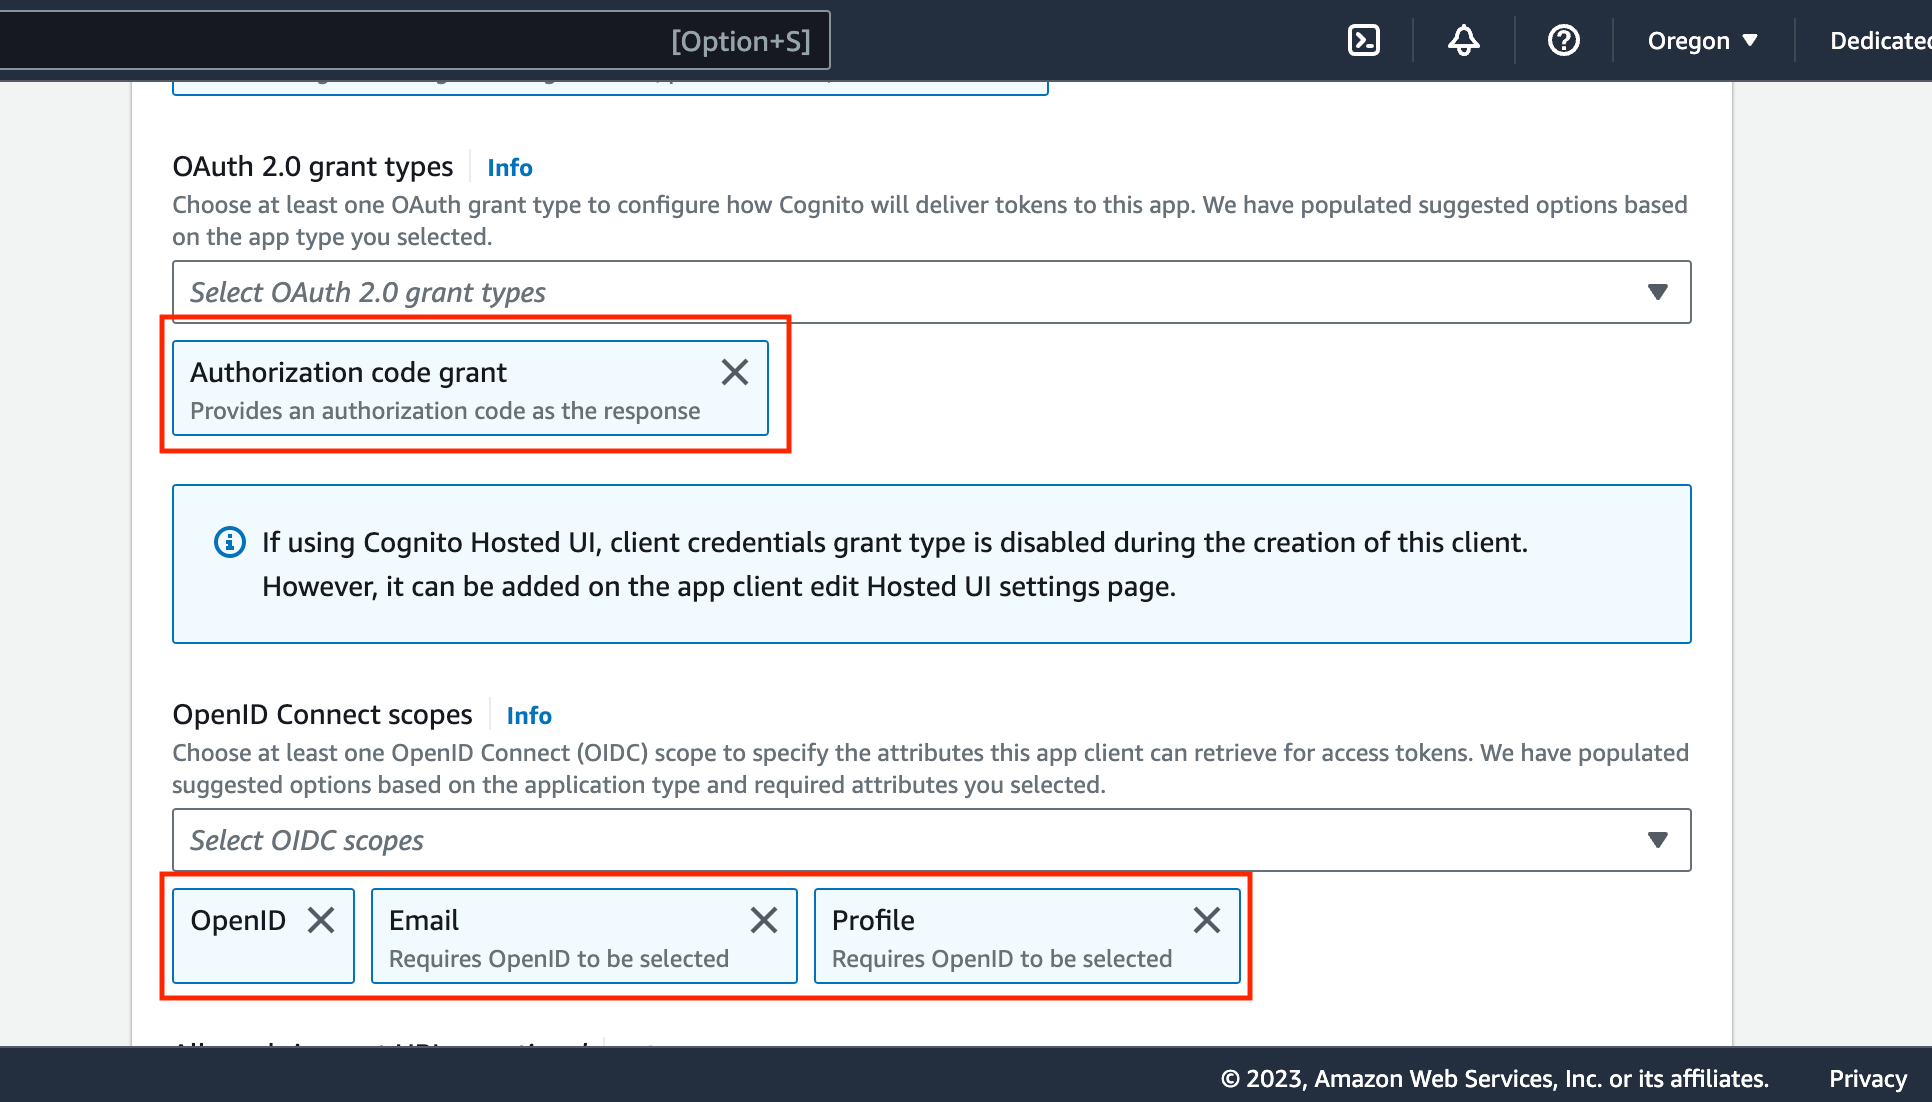 [Option+S]
Oregon
Dedicated
OAuth 2.0 grant types
Info
Choose at least one OAuth grant type to configure how Cognito will deliver tokens to this app. We have populated suggested options based
on the app type you selected.
Select OAuth 2.0 grant types
Authorization code grant
Provides an authorization code as the response
If using Cognito Hosted UI, client credentials grant type is disabled during the creation of this client.
However, it can be added on the app client edit Hosted UI settings page.
OpenID Connect scopes
Info
Choose at least one OpenID Connect (OIDC) scope to specify the attributes this app client can retrieve for access tokens. We have populated
suggested options based on the application type and required attributes you selected.
Select OIDC scopes
OpenID
Email
Requires OpenID to be selected
Profile
Requires OpenID to be selected
© 2023, Amazon Web Services, Inc. or its affiliates.
Privacy